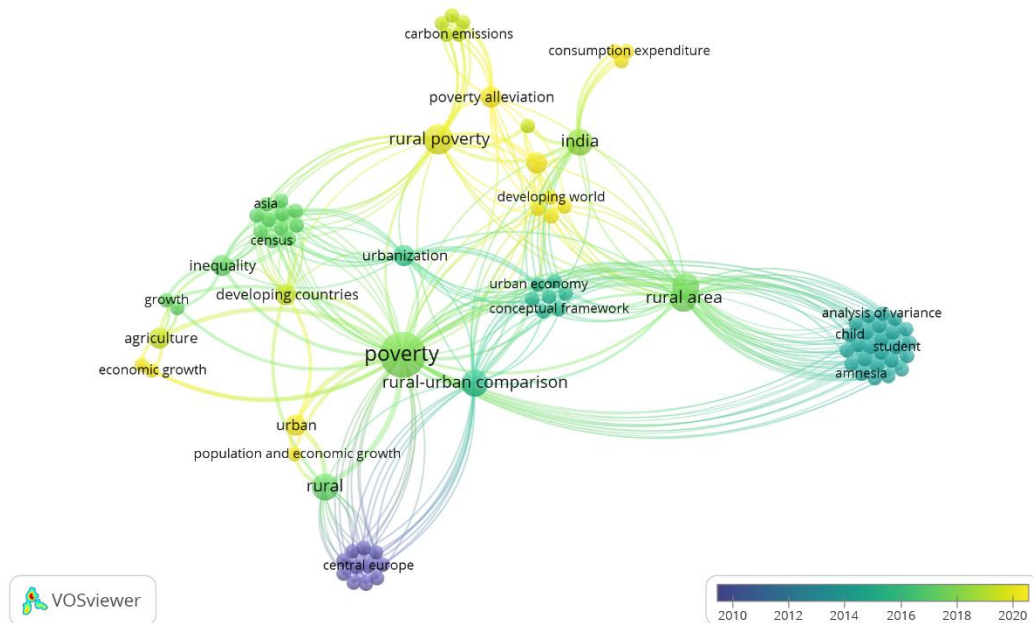 carbon emissions
consumption expenditure
poverty alleviation
rural poverty
india
developing world
asia
census
urbanization
inequality
urban economy
developing countries
rural area
growth
conceptual framework
analysis of variance
child
agriculture
student
poverty
economic growth
rural-urban comparison
amnesia
urban
population and economic growth
rural
central europe
VOSviewer
2010 2012 2014 2016 2018 2020